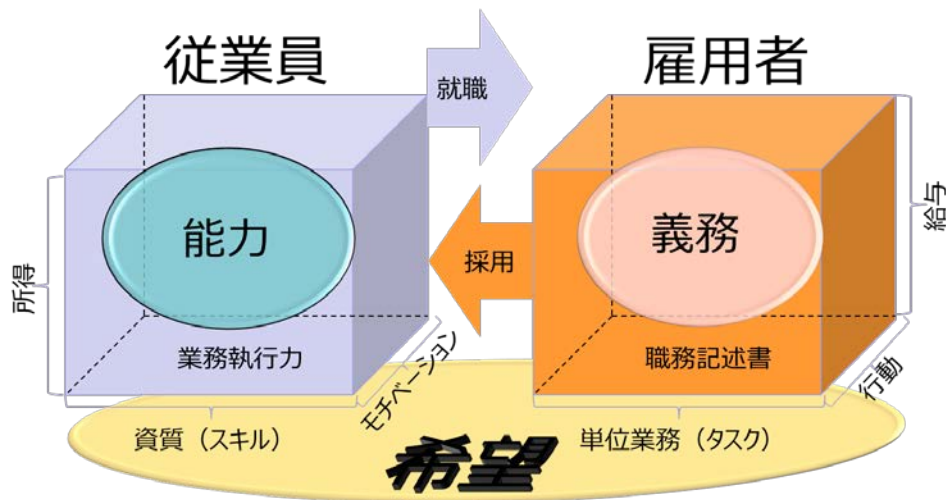 従業員
雇用者
就職
能力
義務
採用
所得
給与
業務執行力
職務記述書
モチベーション
行動
資質（スキル）
単位業務（タスク）
希望